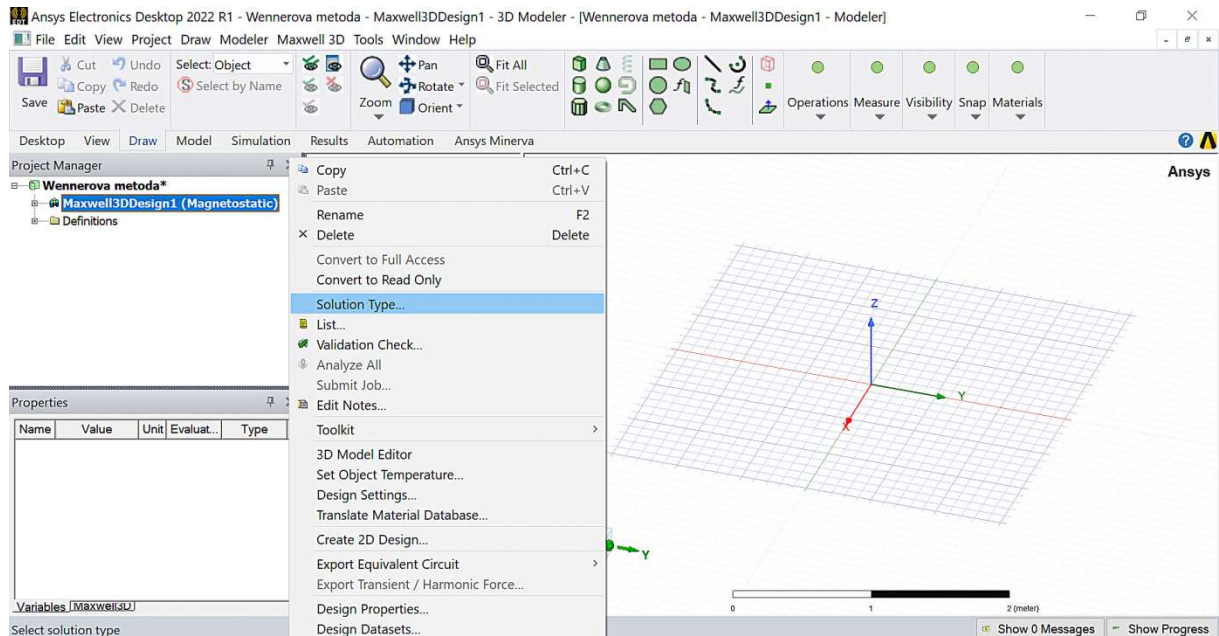 Ansys Electronics Desktop 2022 R1 - Wennerova metoda - Maxwell3DDesign1 - 3D Modeler - [Wennerova metoda - Maxwell3DDesign1 - Modeler]
File Edit View Project Draw Modeler Maxwell 3D Tools Window Help
Save
Cut Undo
Copy Redo
Paste Delete
Select: Object
Select by Name
Zoom
Pan
Rotate
Orient
Fit All
Fit Selected
Operations Measure Visibility Snap Materials
Desktop View Draw Model Simulation Results Automation Ansys Minerva
Project Manager
Wennerova metoda*
Maxwell3DDesign1 (Magnetostatic)
Definitions
Copy Ctrl+C
Paste Ctrl+V
Rename F2
Delete Delete
Convert to Full Access
Convert to Read Only
Solution Type...
List...
Validation Check...
Analyze All
Submit Job...
Edit Notes...
Toolkit
3D Model Editor
Set Object Temperature...
Design Settings...
Translate Material Database...
Create 2D Design...
Export Equivalent Circuit
Export Transient / Harmonic Force...
Design Properties...
Design Datasets...
Ansys
Z
Y
X
Y
0 1 2 (meter)
Properties
Name Value Unit Evaluat... Type
Variables Maxwell3D
Select solution type
Show 0 Messages Show Progress